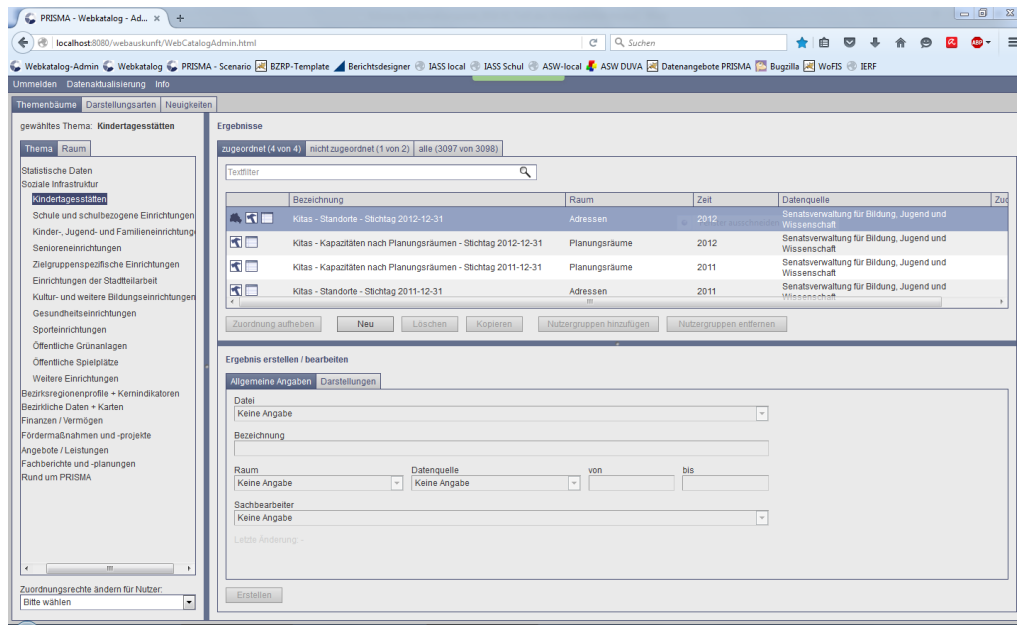 PRISMA - Webkatalog - Ad... × +
localhost:8080/webauskunft/WebCatalogAdmin.html
Suchen
ABP
Webkatalog-Admin Webkatalog PRISMA - Scenario BZRP-Template Berichtsdesigner IASS local IASS Schul ASW-local ASW DUVA Datenangebote PRISMA Bugzilla WoFIS IERF
Ummelden Datenaktualisierung Info
Themenbäume Darstellungsarten Neuigkeiten
gewähltes Thema: Kindertagesstätten
Thema Raum
Statistische Daten
Soziale Infrastruktur
Kindertagesstätten
Schule und schulbezogene Einrichtungen
Kinder-, Jugend- und Familieneinrichtung
Senioreneinrichtungen
Zielgruppenspezifische Einrichtungen
Einrichtungen der Stadtteilarbeit
Kultur- und weitere Bildungseinrichtungen
Gesundheitseinrichtungen
Sporteinrichtungen
Öffentliche Grünanlagen
Öffentliche Spielplätze
Weitere Einrichtungen
Bezirksregionenprofile + Kernindikatoren
Bezirkliche Daten + Karten
Finanzen / Vermögen
Fördermaßnahmen und -projekte
Angebote / Leistungen
Fachberichte und -planungen
Rund um PRISMA
Zuordnungsrechte ändern für Nutzer:
Bitte wählen
Ergebnisse
zugeordnet (4 von 4) nicht zugeordnet (1 von 2) alle (3097 von 3098)
Textfilter
Bezeichnung Raum Zeit Datenquelle Zuo
Kitas - Standorte - Stichtag 2012-12-31 Adressen 2012 Senatsverwaltung für Bildung, Jugend und
Wissenschaft
Kitas - Kapazitäten nach Planungsräumen - Stichtag 2012-12-31 Planungsräume 2012 Senatsverwaltung für Bildung, Jugend und
Wissenschaft
Kitas - Kapazitäten nach Planungsräumen - Stichtag 2011-12-31 Planungsräume 2011 Senatsverwaltung für Bildung, Jugend und
Wissenschaft
Kitas - Standorte - Stichtag 2011-12-31 Adressen 2011 Senatsverwaltung für Bildung, Jugend und
Wissenschaft
Zuordnung aufheben Neu Löschen Kopieren Nutzergruppen hinzufügen Nutzergruppen entfernen
Ergebnis erstellen / bearbeiten
Allgemeine Angaben Darstellungen
Datei
Keine Angabe
Bezeichnung
Raum Datenquelle von bis
Keine Angabe Keine Angabe
Sachbearbeiter
Keine Angabe
Letzte Änderung: -
Erstellen